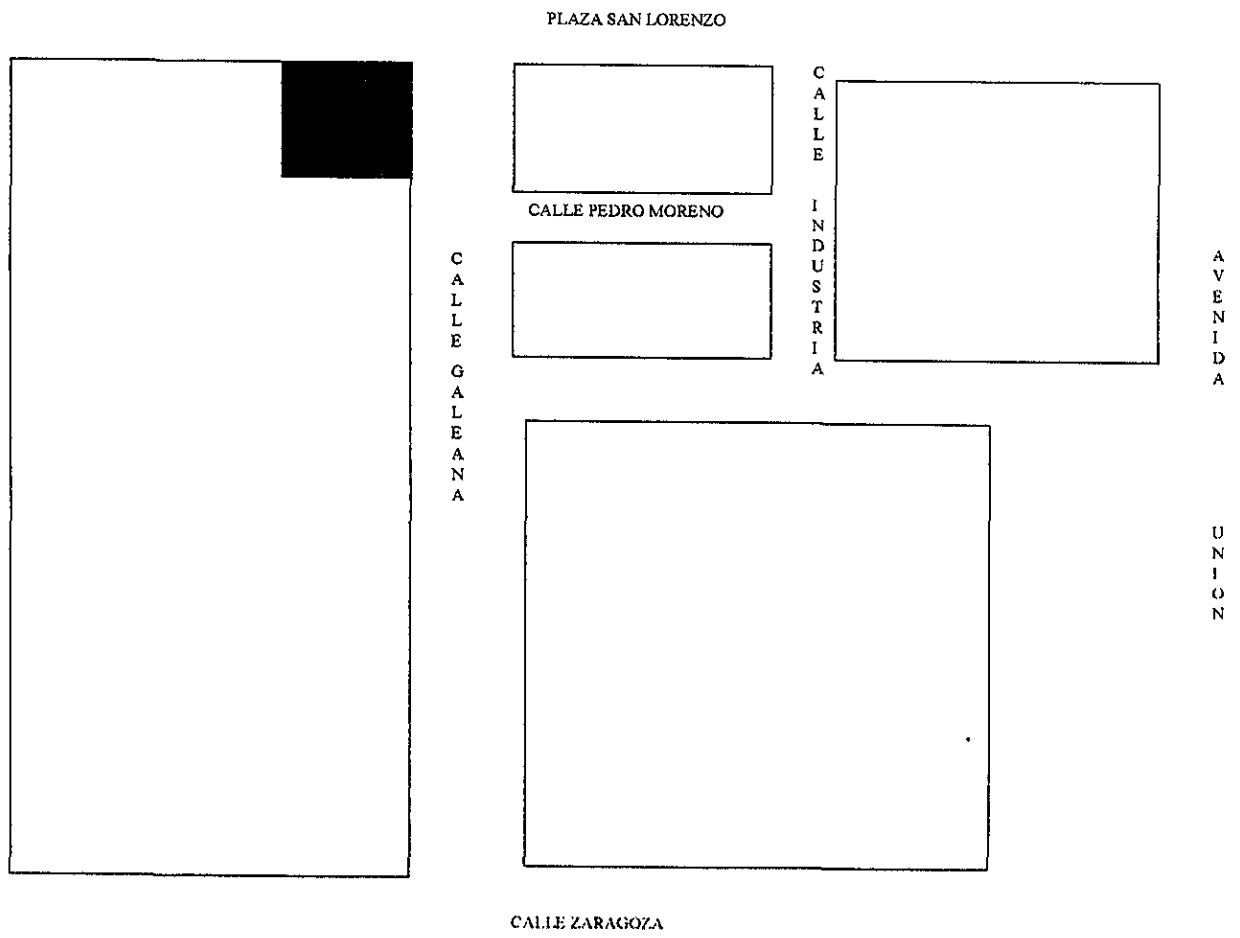 PLAZA SAN LORENZO
CALLE INDUSTRIA
CALLE PEDRO MORENO
CALLE GALEANA
AVENIDA UNION
CALLE ZARAGOZA